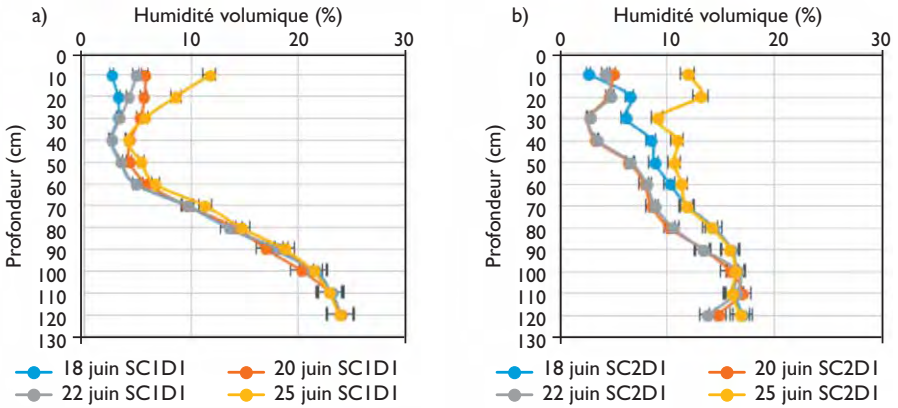 a)
Humidité volumique (%)
0 10 20 30
Profondeur (cm)
0
10
20
30
40
50
60
70
80
90
100
110
120
130
18 juin SC1D1
20 juin SC1D1
22 juin SC1D1
25 juin SC1D1
b)
Humidité volumique (%)
0 10 20 30
Profondeur (cm)
0
10
20
30
40
50
60
70
80
90
100
110
120
130
18 juin SC2D1
20 juin SC2D1
22 juin SC2D1
25 juin SC2D1